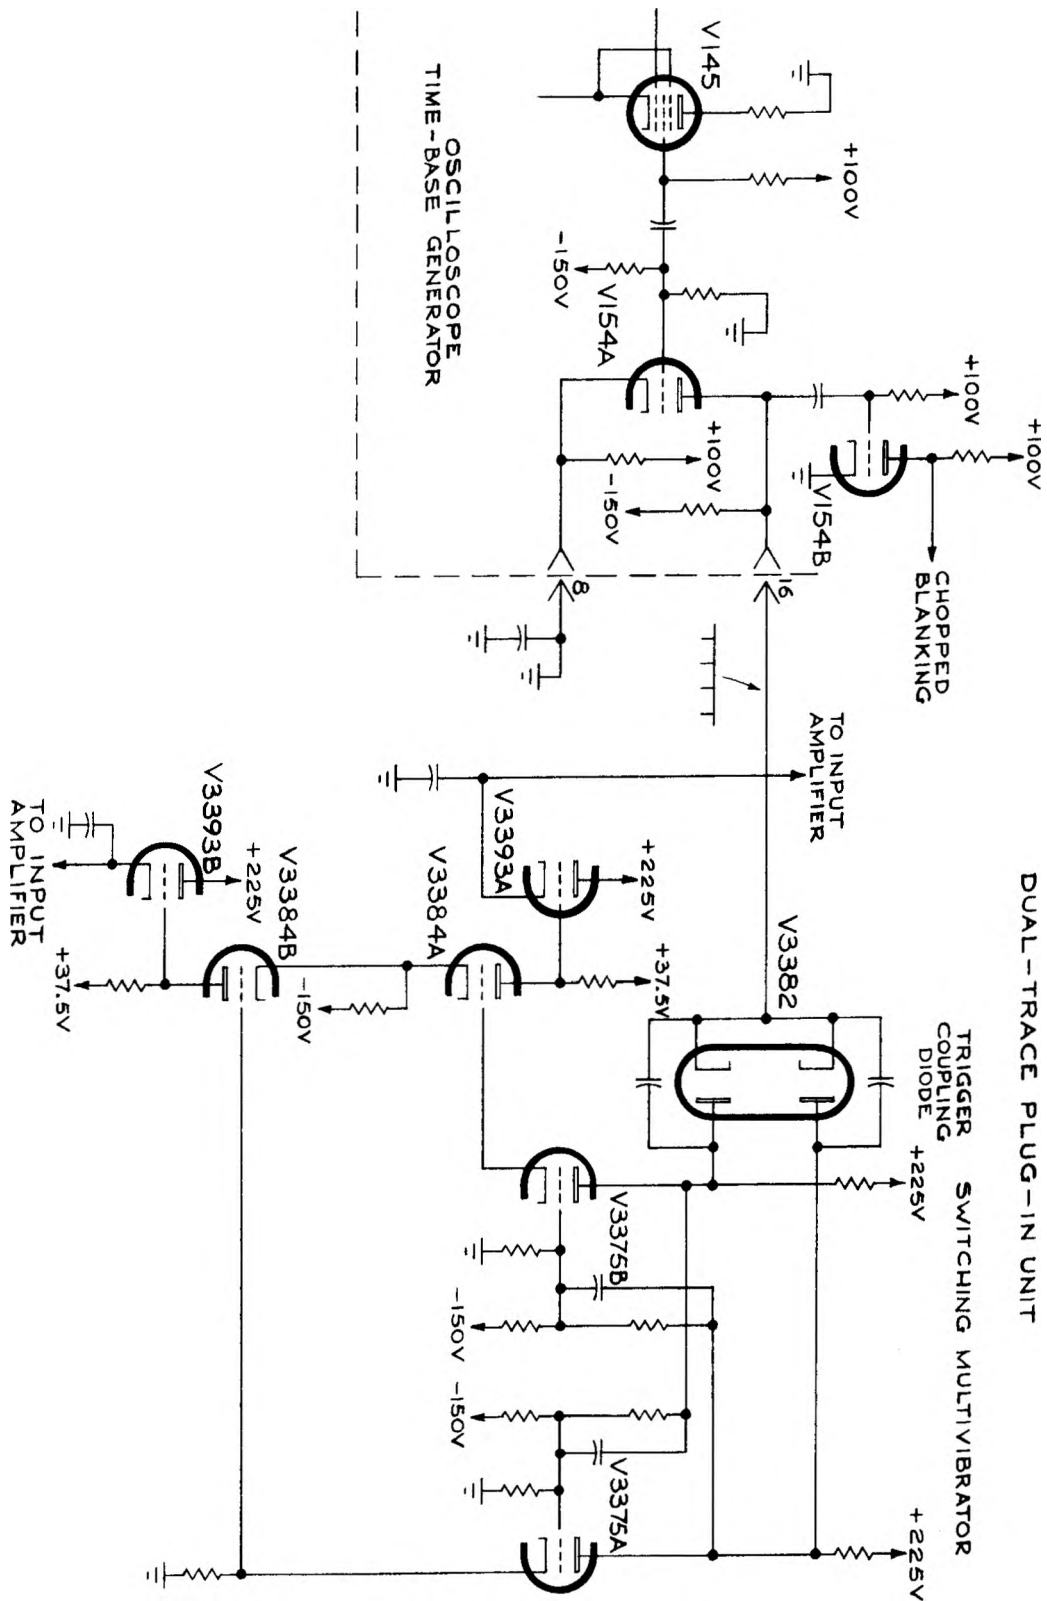 DUAL-TRACE PLUG-IN UNIT
+100V
+100V
+100V
V145
V154A
V154B
+100V
-150V
-150V
CHOPPED
BLANKING
OSCILLOSCOPE
TIME-BASE GENERATOR
8
16
TO INPUT
AMPLIFIER
TRIGGER
COUPLING
DIODE
V3382
SWITCHING MULTIVIBRATOR
+225V
+225V
V3393A
+225V
+37.5V
V3384A
-150V
V3384B
V3393B
+225V
+37.5V
TO INPUT
AMPLIFIER
V3375B
-150V
-150V
V3375A